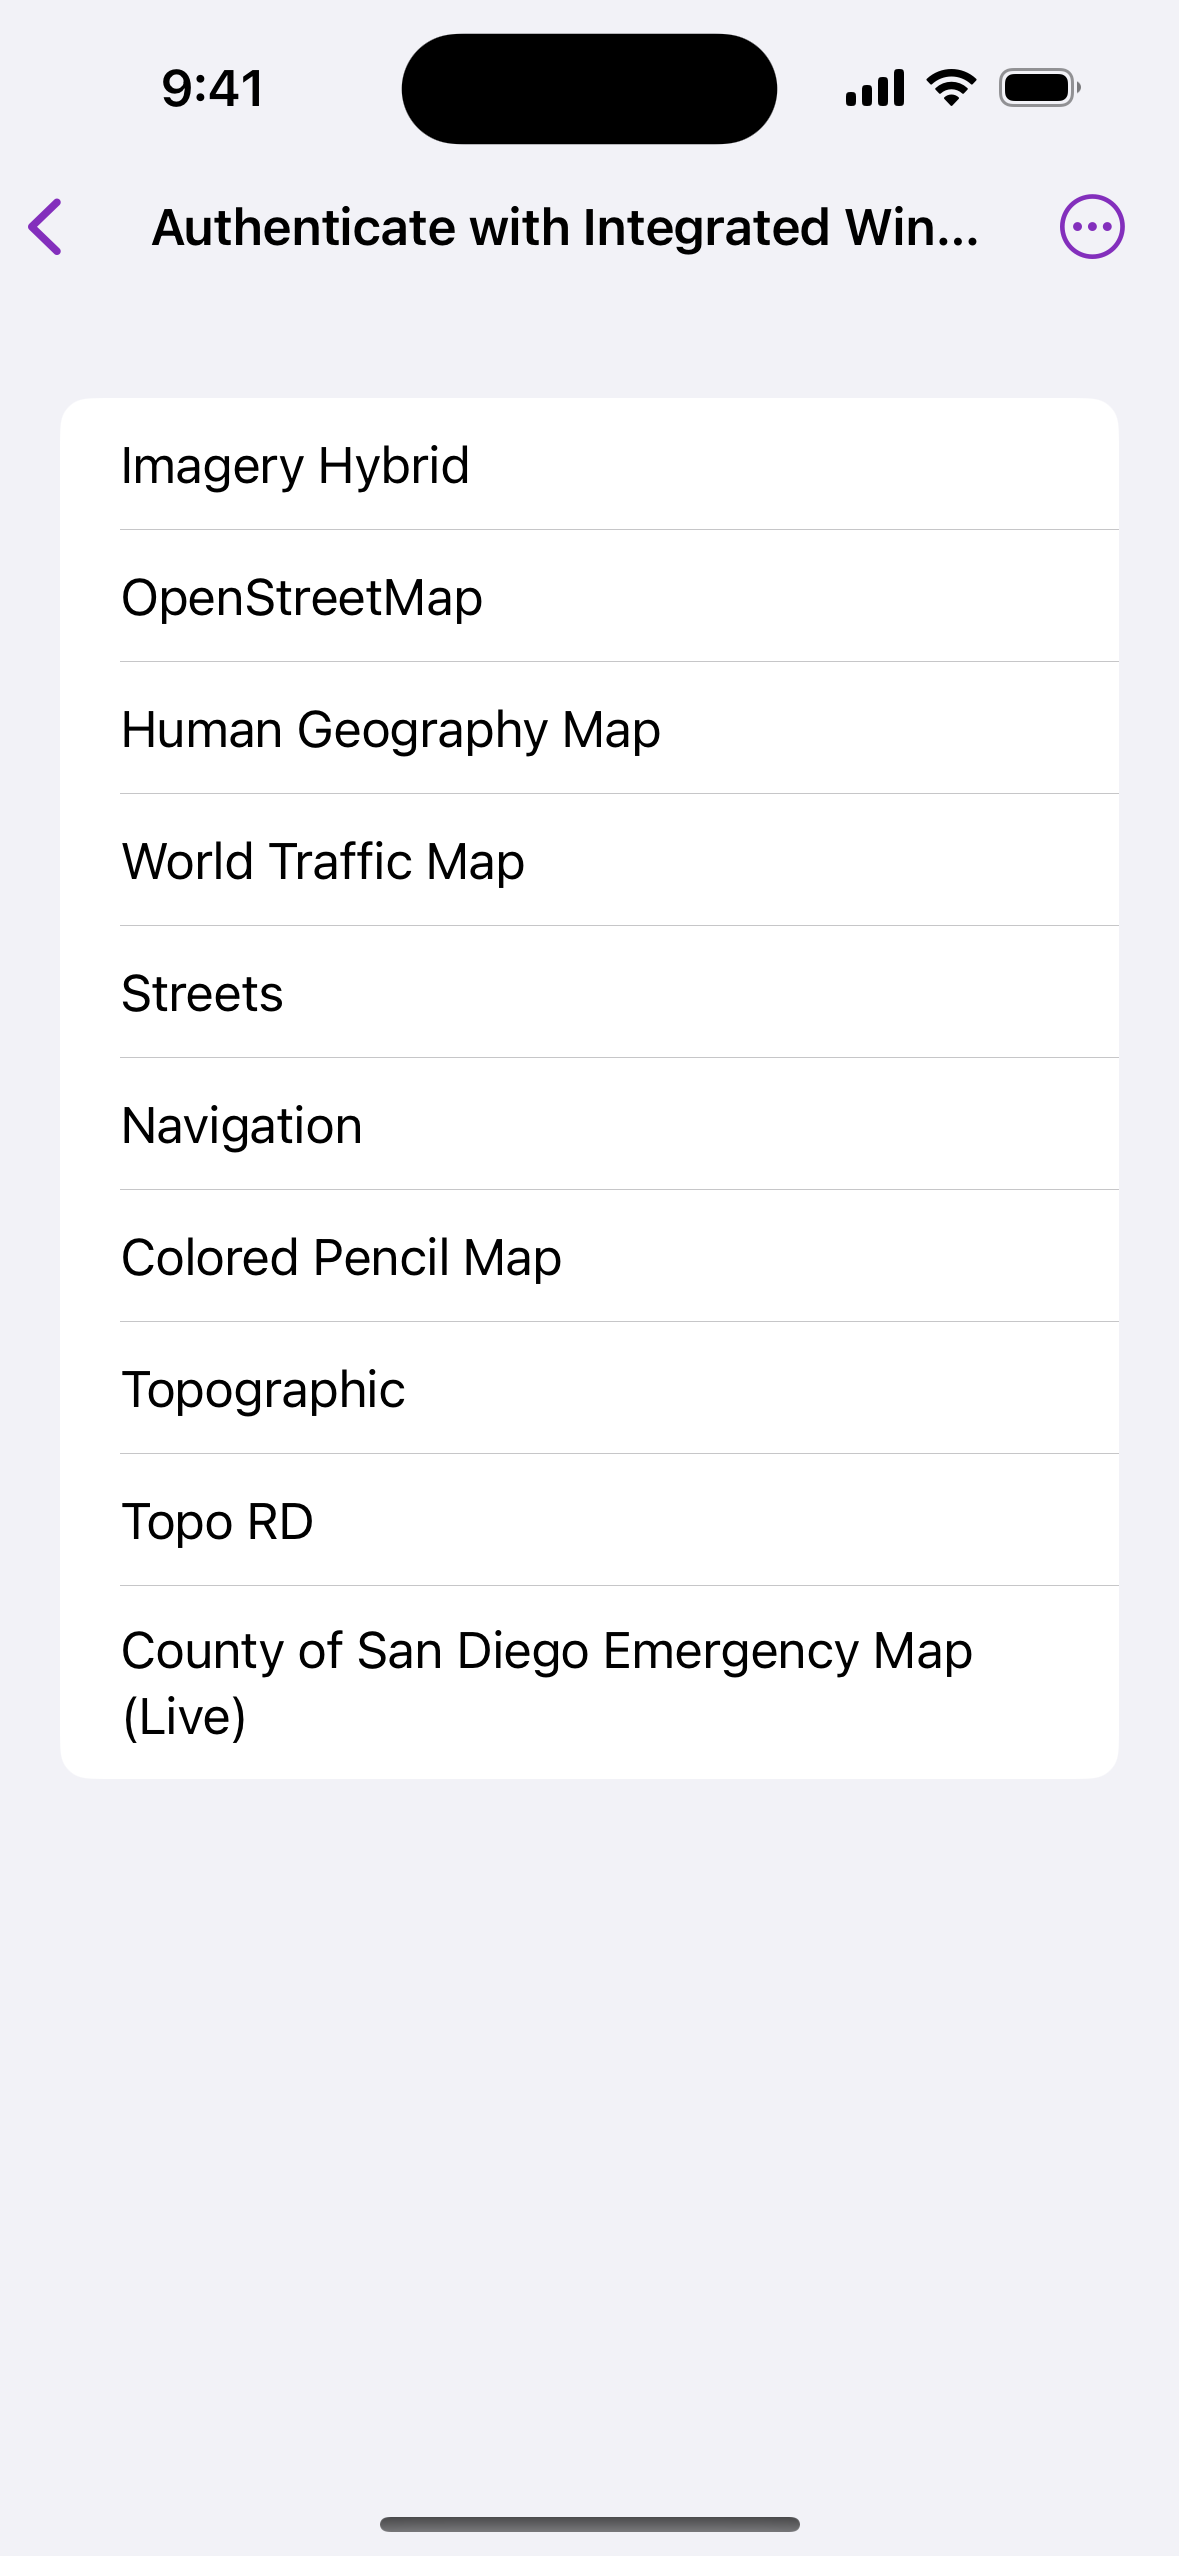 9:41
Authenticate with Integrated Win...
Imagery Hybrid
OpenStreetMap
Human Geography Map
World Traffic Map
Streets
Navigation
Colored Pencil Map
Topographic
Topo RD
County of San Diego Emergency Map
(Live)